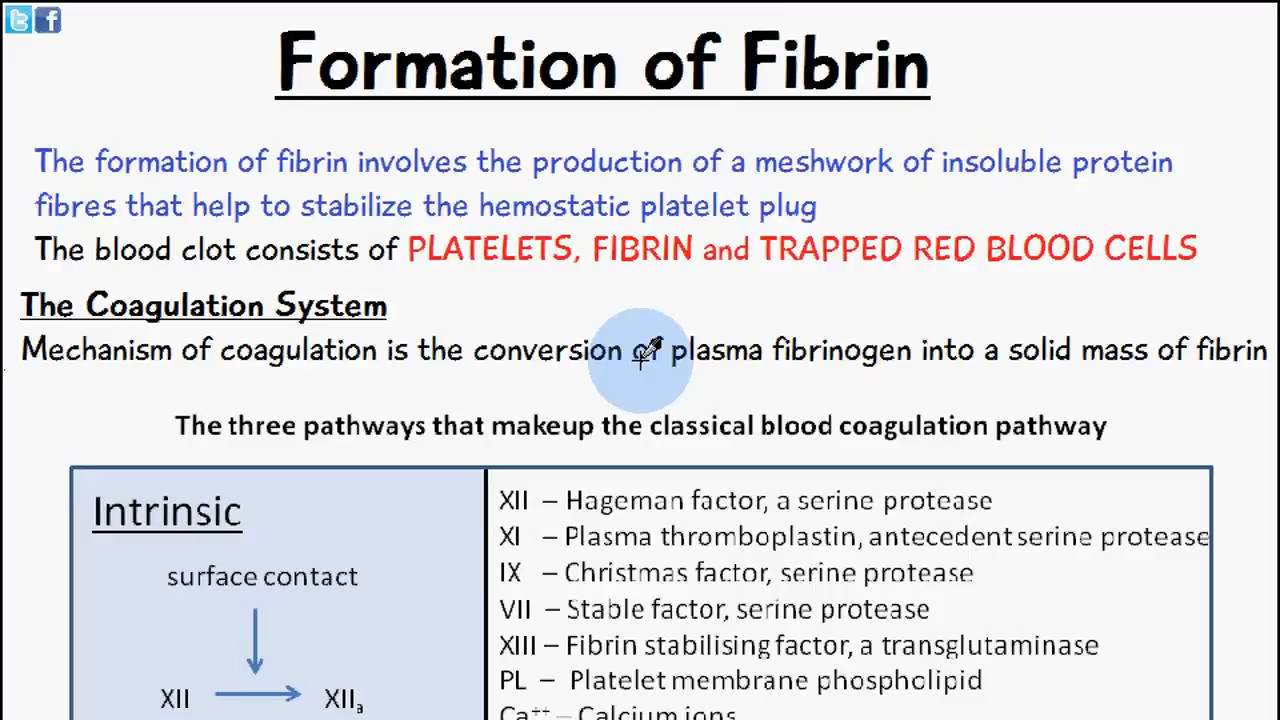 Formation of Fibrin
The formation of fibrin involves the production of a meshwork of insoluble protein
fibres that help to stabilize the hemostatic platelet plug
The blood clot consists of PLATELETS, FIBRIN and TRAPPED RED BLOOD CELLS
The Coagulation System
Mechanism of coagulation is the conversion of plasma fibrinogen into a solid mass of fibrin
The three pathways that makeup the classical blood coagulation pathway
Intrinsic
surface contact
XII
XIIa
XII – Hageman factor, a serine protease
XI – Plasma thromboplastin, antecedent serine protease
IX – Christmas factor, serine protease
VII – Stable factor, serine protease
XIII – Fibrin stabilising factor, a transglutaminase
PL – Platelet membrane phospholipid
Ca++ – Calcium ions